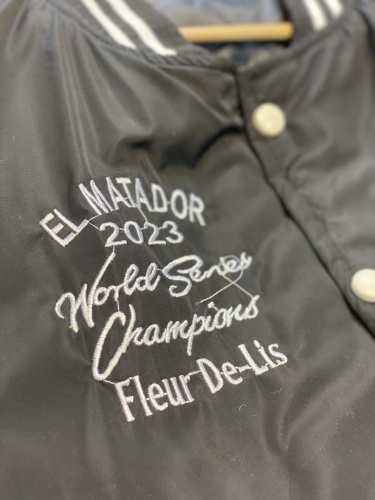 EL MATADOR
2023
World Series
Champions
Fleur-De-Lis